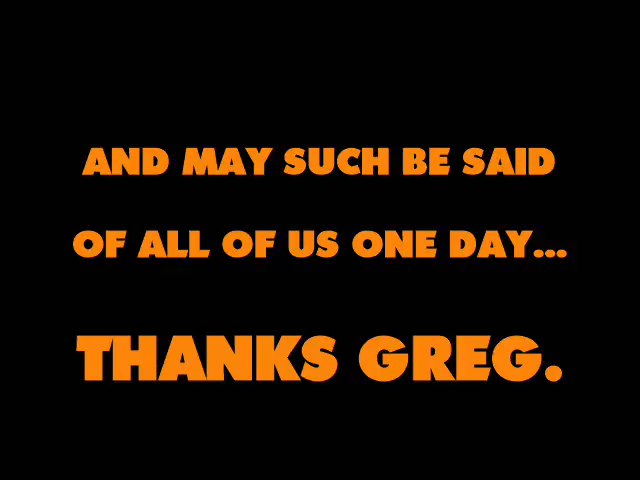 AND MAY SUCH BE SAID
OF ALL OF US ONE DAY...
THANKS GREG.